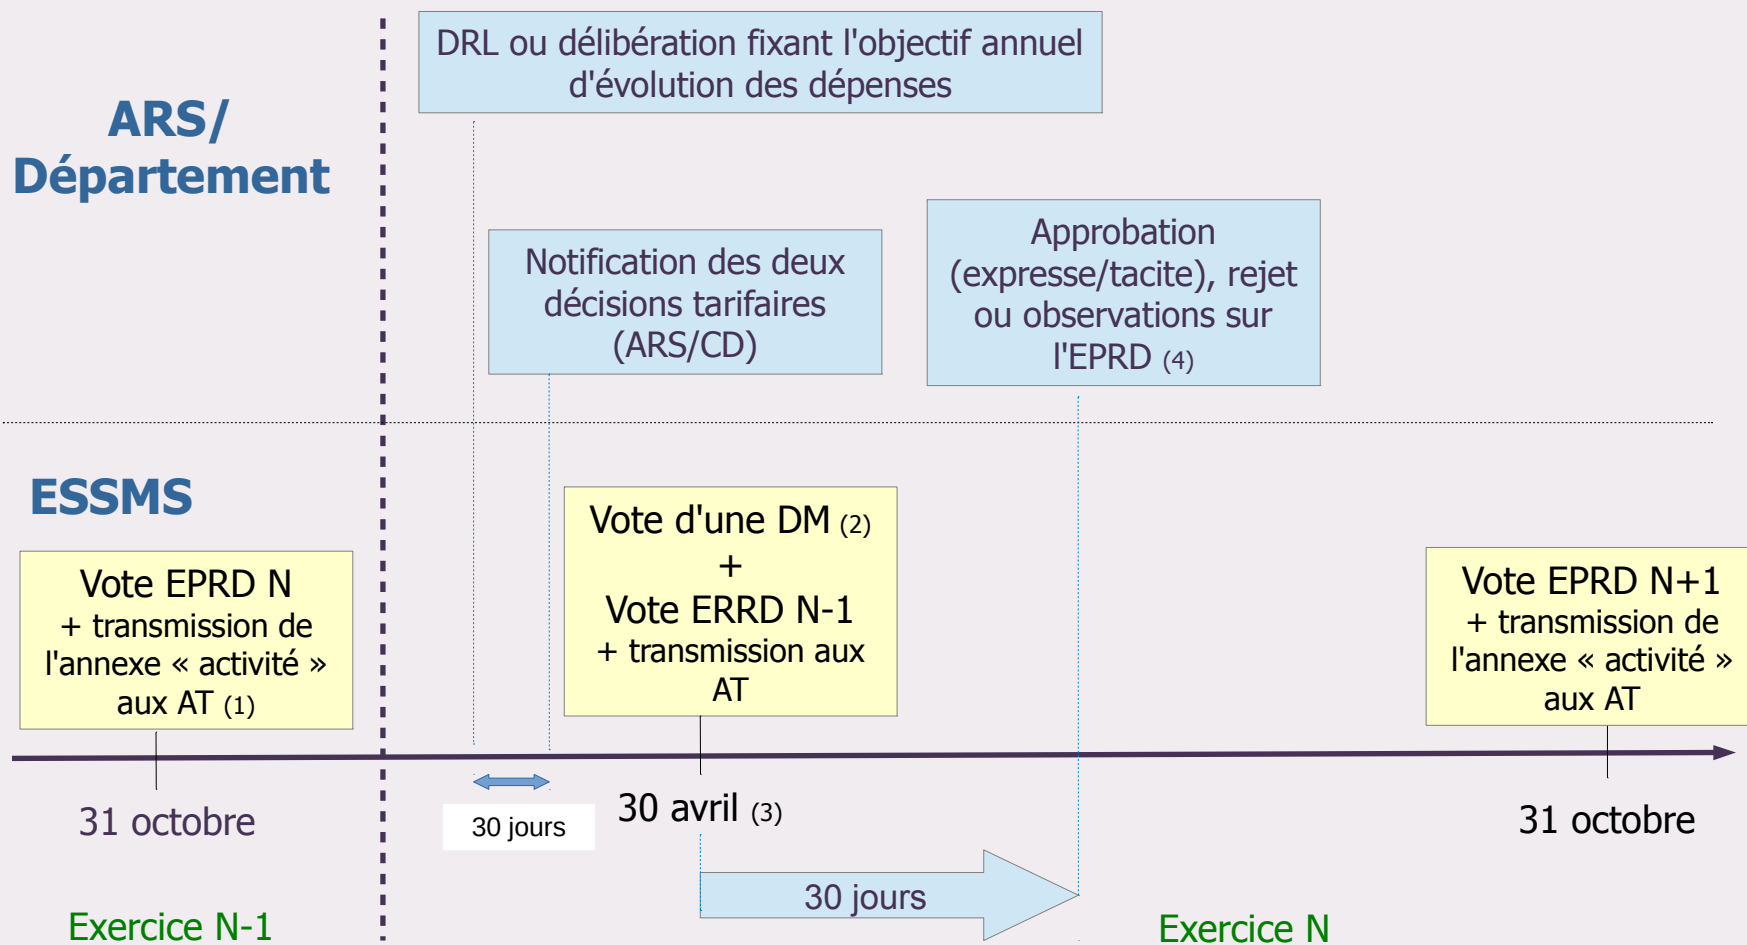 DRL ou délibération fixant l'objectif annuel
d'évolution des dépenses
ARS/
Département
Notification des deux
décisions tarifaires
(ARS/CD)
Approbation
(expresse/tacite), rejet
ou observations sur
l'EPRD (4)
ESSMS
Vote EPRD N
+ transmission de
l'annexe « activité »
aux AT (1)
Vote d'une DM (2)
+
Vote ERRD N-1
+ transmission aux
AT
Vote EPRD N+1
+ transmission de
l'annexe « activité »
aux AT
31 octobre
30 jours
30 avril (3)
31 octobre
30 jours
Exercice N-1
Exercice N